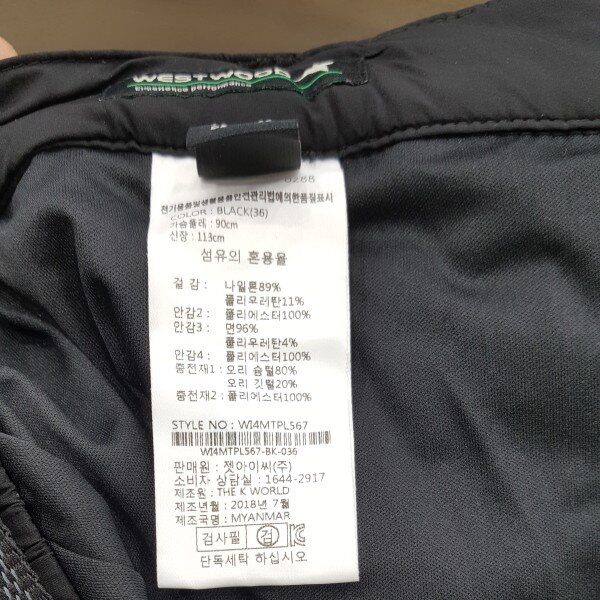 WESTWOOD
Experience performance
0288
전기용품및생활용품안전관리법에의한품질표시
COLOR : BLACK(36)
가슴둘레 : 90cm
신장 : 113cm
섬유의 혼용율
겉 감 : 나일론89%
폴리우레탄11%
안감2 : 폴리에스터100%
안감3 : 면96%
폴리우레탄4%
안감4 : 폴리에스터100%
충전재1 : 오리 솜털80%
오리 깃털20%
충전재2 : 폴리에스터100%
STYLE NO : WI4MTPL567
WI4MTPL567-BK-036
판매원 : 젯아이씨(주)
소비자 상담실 : 1644-2917
제조원 : THE K WORLD
제조년월 : 2018년 7월
제조국명 : MYANMAR
검사필 검
단독세탁 하십시오